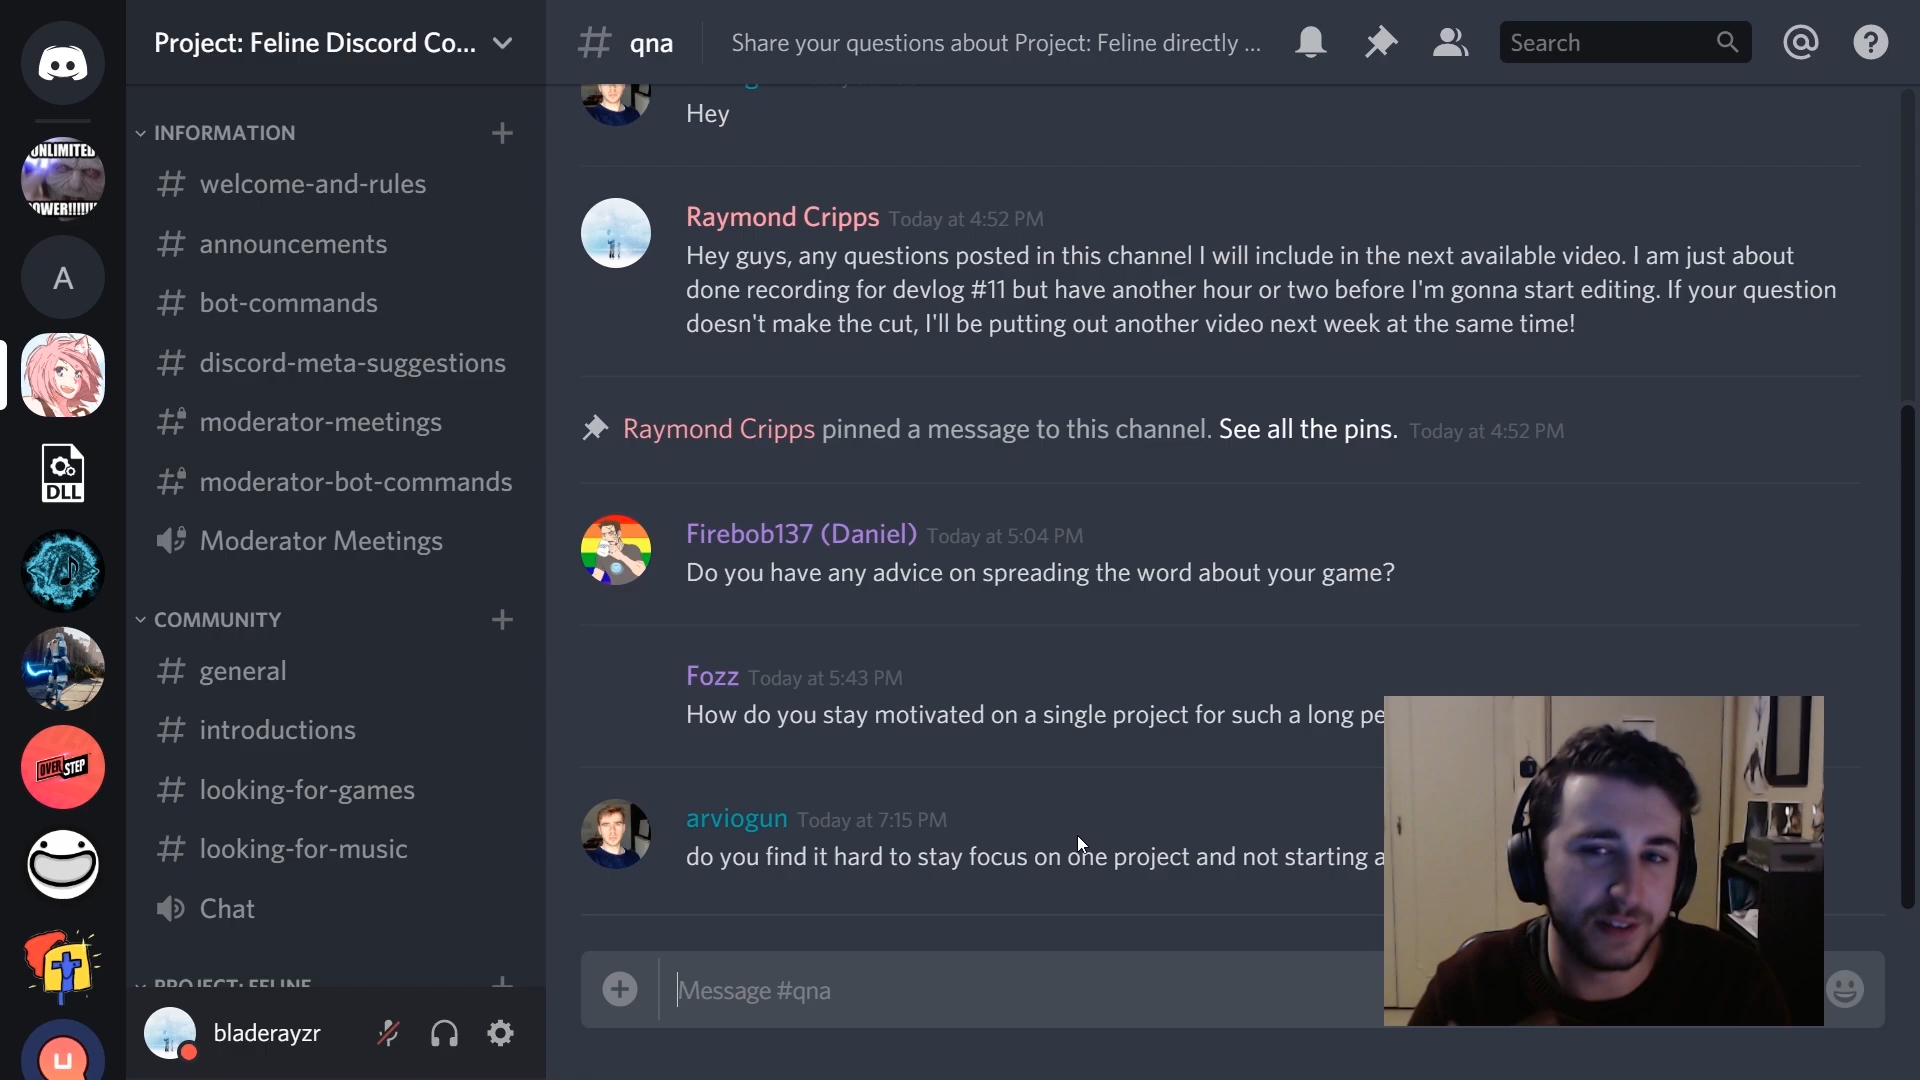 Project: Feline Discord Co...
INFORMATION
welcome-and-rules
announcements
bot-commands
discord-meta-suggestions
moderator-meetings
moderator-bot-commands
Moderator Meetings
COMMUNITY
general
introductions
looking-for-games
looking-for-music
Chat
PROJECT: FELINE
bladerayzr
UNLIMITED
POWER!!!!!!
A
DLL
OVERSTEP
u
# qna
Share your questions about Project: Feline directly ...
Search
Hey
Raymond Cripps Today at 4:52 PM
Hey guys, any questions posted in this channel I will include in the next available video. I am just about
done recording for devlog #11 but have another hour or two before I'm gonna start editing. If your question
doesn't make the cut, I'll be putting out another video next week at the same time!
Raymond Cripps pinned a message to this channel. See all the pins. Today at 4:52 PM
Firebob137 (Daniel) Today at 5:04 PM
Do you have any advice on spreading the word about your game?
Fozz Today at 5:43 PM
How do you stay motivated on a single project for such a long pe
arviogun Today at 7:15 PM
do you find it hard to stay focus on one project and not starting a
Message #qna